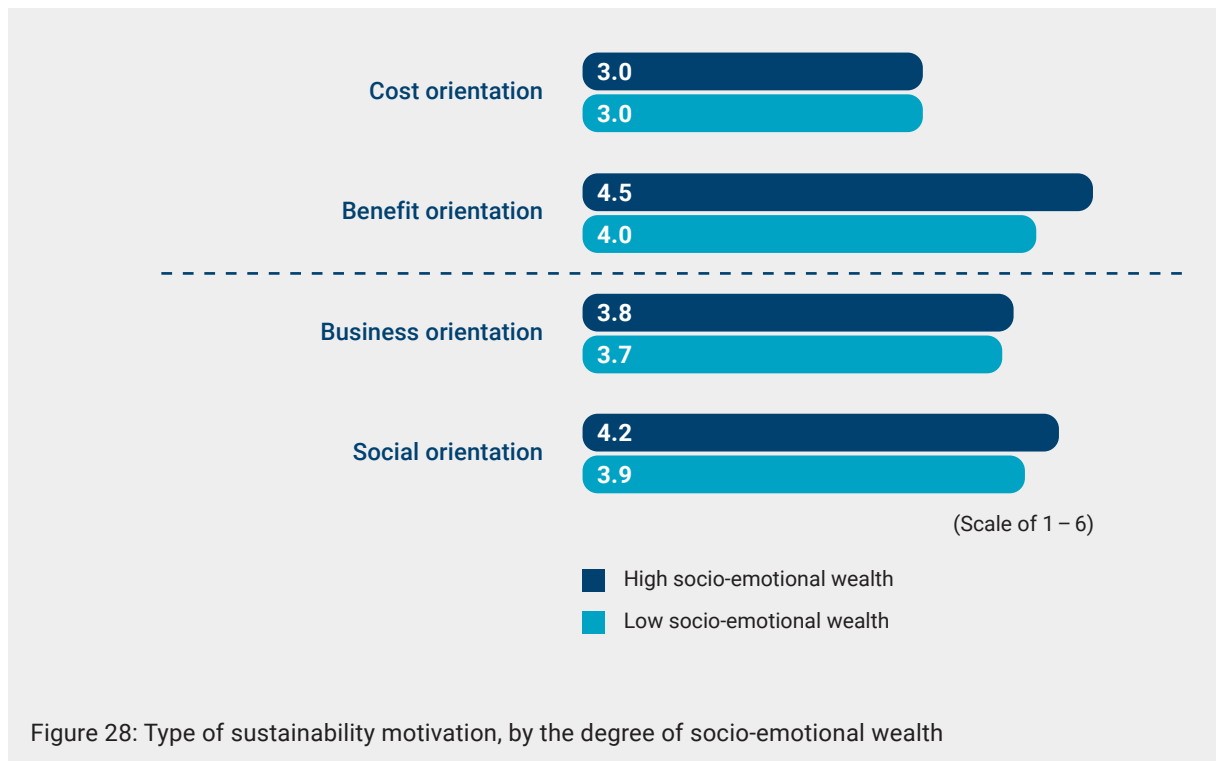 Cost orientation
3.0
3.0
Benefit orientation
4.5
4.0
Business orientation
3.8
3.7
Social orientation
4.2
3.9
(Scale of 1 – 6)
High socio-emotional wealth
Low socio-emotional wealth
Figure 28: Type of sustainability motivation, by the degree of socio-emotional wealth